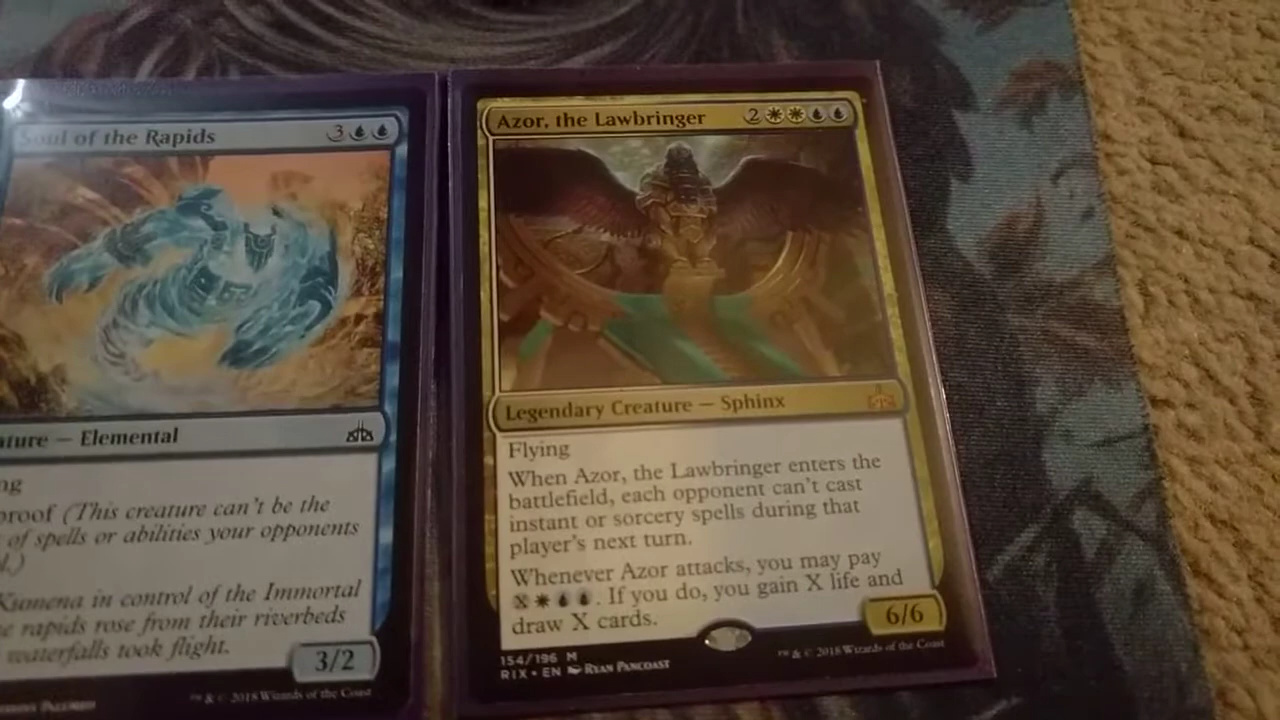 Soul of the Rapids 3
ature — Elemental
ng
proof (This creature can't be the
of spells or abilities your opponents
l.)
Kumena in control of the Immortal
e rapids rose from their riverbeds
waterfalls took flight.
3/2
™ & © 2018 Wizards of the Coast
Azor, the Lawbringer 2
Legendary Creature — Sphinx
Flying
When Azor, the Lawbringer enters the
battlefield, each opponent can't cast
instant or sorcery spells during that
player's next turn.
Whenever Azor attacks, you may pay
X . If you do, you gain X life and
draw X cards.
6/6
154/196 M
RIX • EN Ryan Pancoast
™ & © 2018 Wizards of the Coast